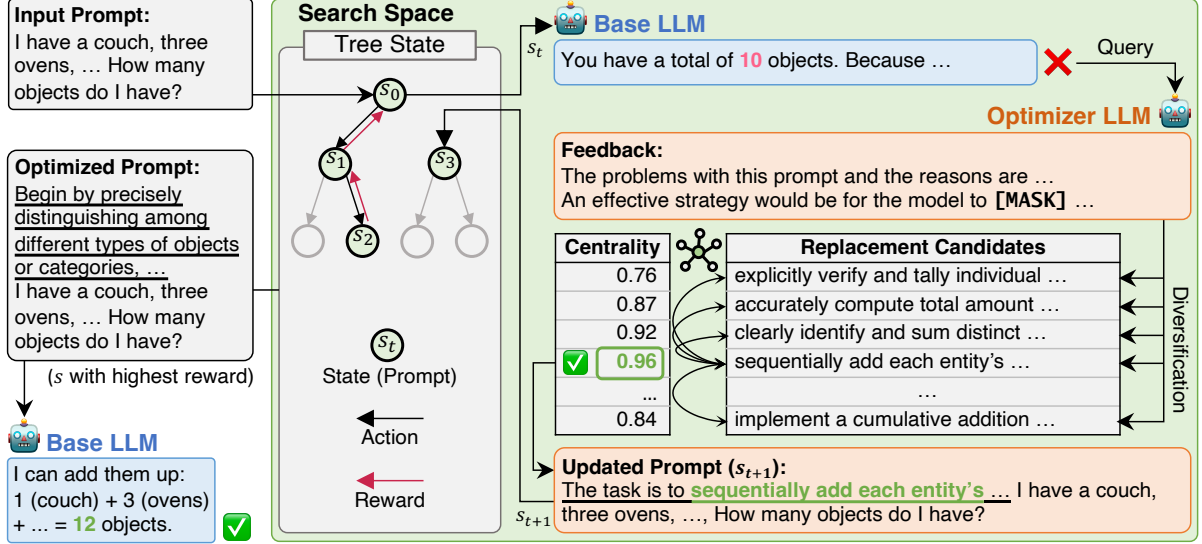 Input Prompt:
I have a couch, three
ovens, … How many
objects do I have?
Optimized Prompt:
Begin by precisely
distinguishing among
different types of objects
or categories, …
I have a couch, three
ovens, … How many
objects do I have?
(s with highest reward)
Base LLM
I can add them up:
1 (couch) + 3 (ovens)
+ ... = 12 objects.
Search Space
Tree State
s0
s1
s3
s2
st
State (Prompt)
Action
Reward
st
Base LLM
You have a total of 10 objects. Because …
Query
Optimizer LLM
Feedback:
The problems with this prompt and the reasons are …
An effective strategy would be for the model to [MASK] …
Centrality
Replacement Candidates
0.76 explicitly verify and tally individual …
0.87 accurately compute total amount …
0.92 clearly identify and sum distinct …
0.96 sequentially add each entity's …
... …
0.84 implement a cumulative addition …
Diversification
Updated Prompt (st+1):
The task is to sequentially add each entity's … I have a couch,
three ovens, …, How many objects do I have?
st+1